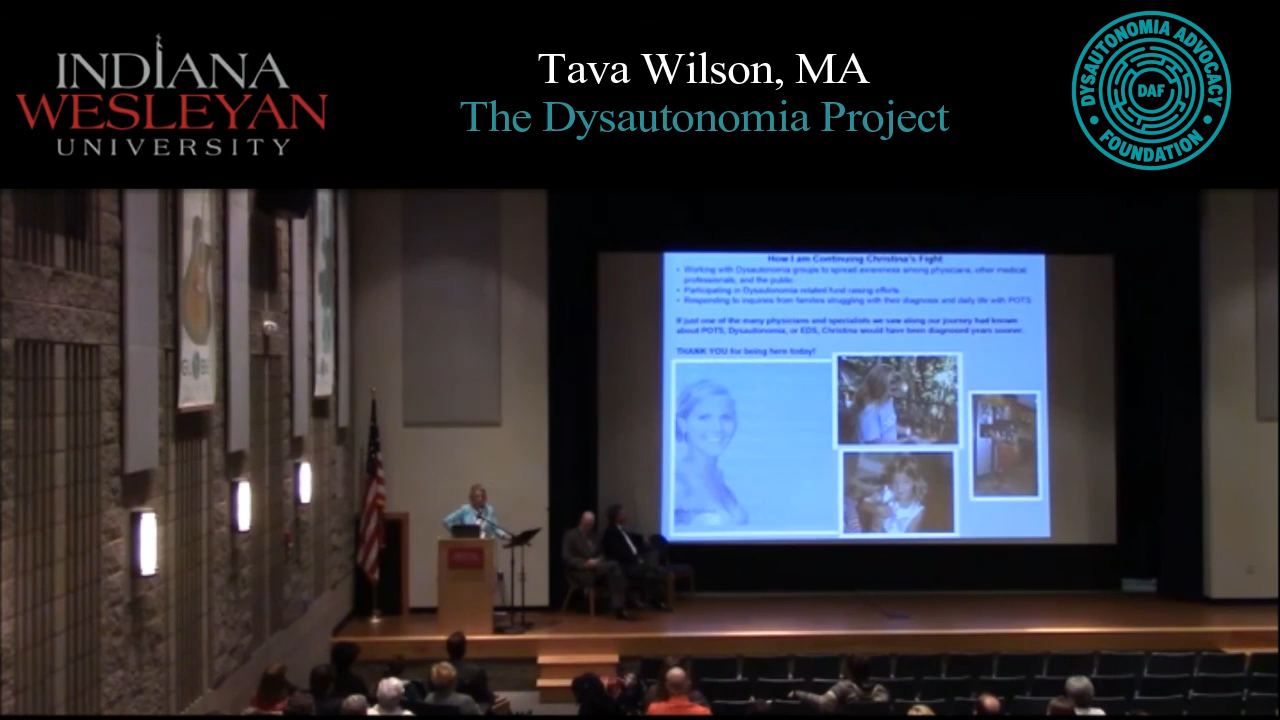 INDIANA
WESLEYAN
UNIVERSITY
Tava Wilson, MA
The Dysautonomia Project
DYSAUTONOMIA ADVOCACY
DAF
• FOUNDATION •
How I am Continuing Christina's Fight
• Working with Dysautonomia groups to spread awareness among physicians, other medical
professionals, and the public.
• Participating in Dysautonomia-related fund raising efforts
• Responding to inquiries from families struggling with their diagnosis and daily life with POTS
If just one of the many physicians and specialists we saw along our journey had known
about POTS, Dysautonomia, or EDS, Christina would have been diagnosed years sooner.
THANK YOU for being here today!